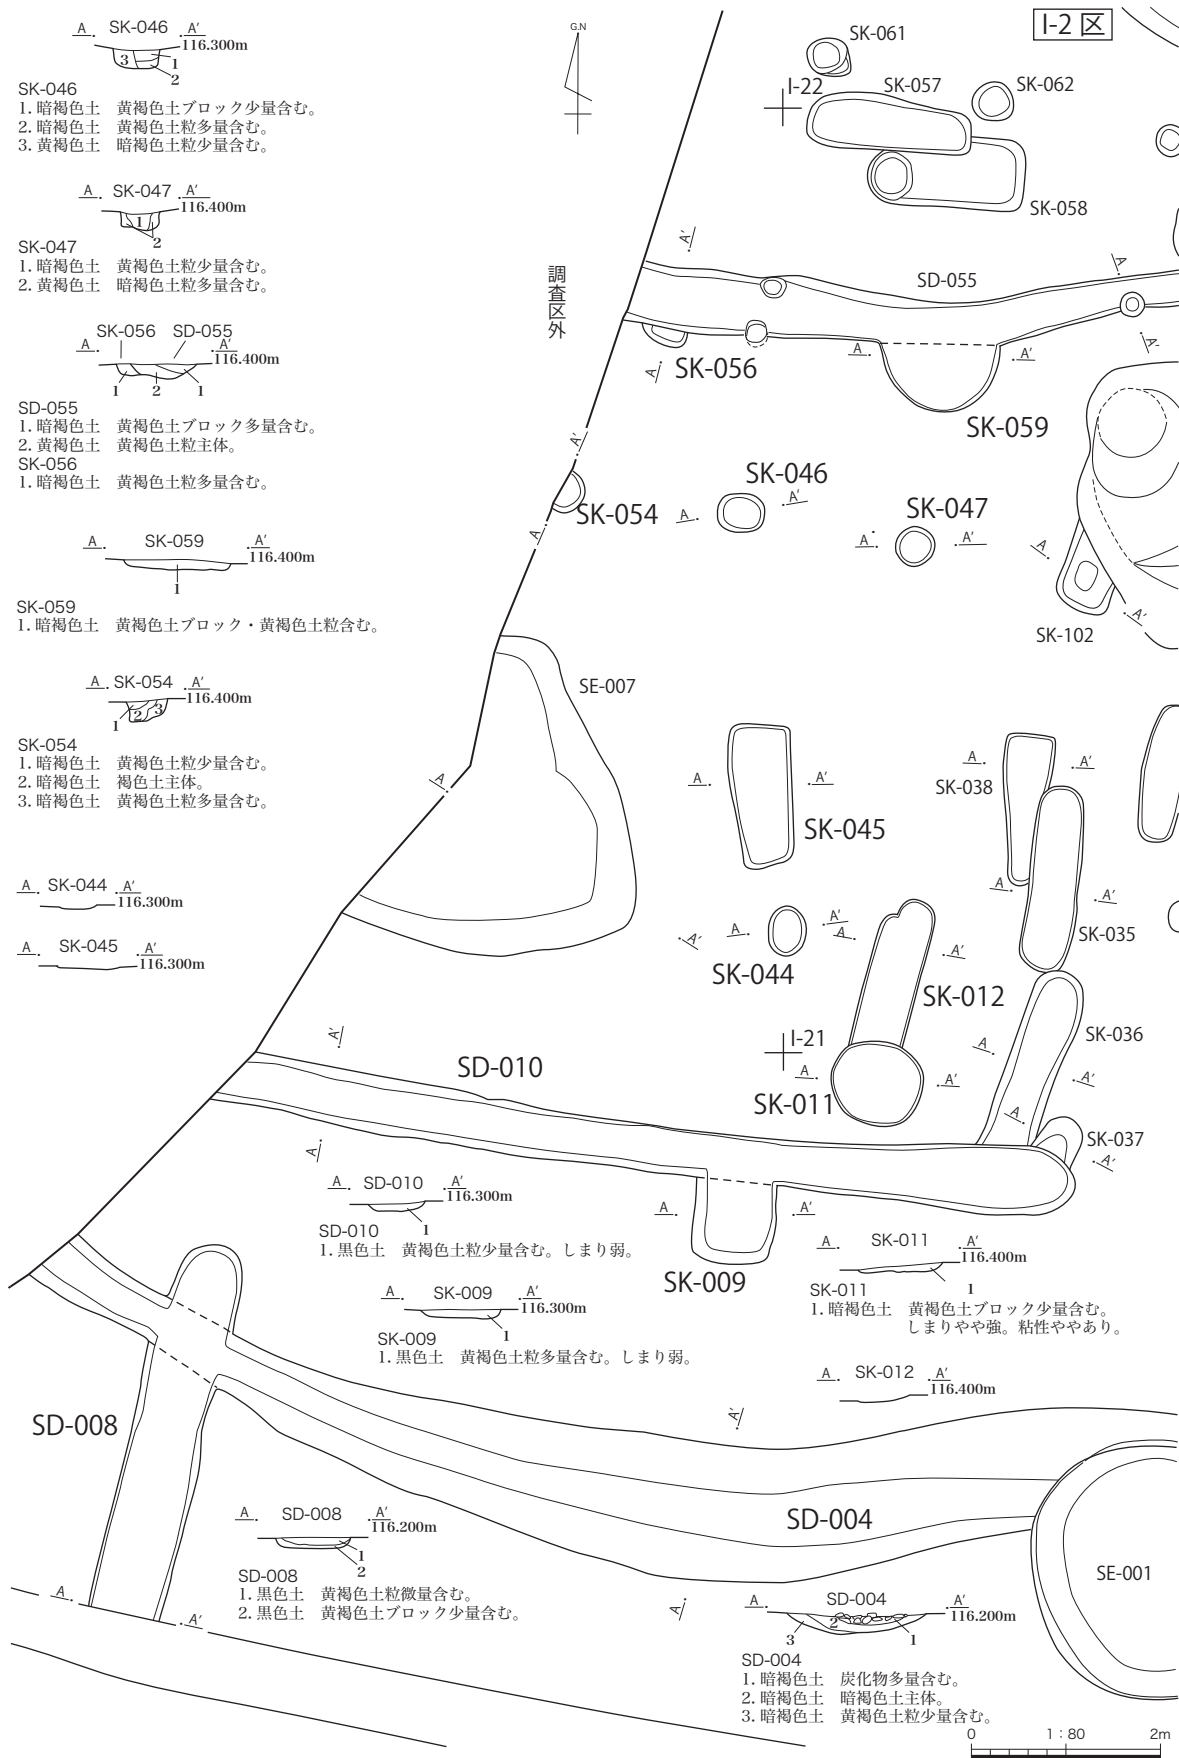 I-2 区
G.N
調査区外
A SK-046 A′
116.300m
3
1
2
SK-046
1. 暗褐色土　黄褐色土ブロック少量含む。
2. 暗褐色土　黄褐色土粒多量含む。
3. 黄褐色土　暗褐色土粒少量含む。
A SK-047 A′
116.400m
1
2
SK-047
1. 暗褐色土　黄褐色土粒少量含む。
2. 黄褐色土　暗褐色土粒多量含む。
SK-056 SD-055
A A′
116.400m
1 2 1
SD-055
1. 暗褐色土　黄褐色土ブロック多量含む。
2. 黄褐色土　黄褐色土粒主体。
SK-056
1. 暗褐色土　黄褐色土粒多量含む。
A SK-059 A′
116.400m
1
SK-059
1. 暗褐色土　黄褐色土ブロック・黄褐色土粒含む。
A SK-054 A′
116.400m
1 2 3
SK-054
1. 暗褐色土　黄褐色土粒少量含む。
2. 暗褐色土　褐色土主体。
3. 暗褐色土　黄褐色土粒多量含む。
A SK-044 A′
116.300m
A SK-045 A′
116.300m
SK-061
I-22
SK-057
SK-062
SK-058
A′
A
SD-055
A′
A
SK-056
A A′
SK-059
A′
SK-054
A
SK-046
A A′
SK-047
A A′
A
A′
SK-102
SE-007
A
A A′
SK-045
A A′
SK-038
A A′
SK-035
A′
A A′
SK-044
A A′
SK-012
I-21
A A′
SK-011
A A′
SK-036
A A′
SK-037
A′
SD-010
A
A A′
SK-009
A SD-010 A′
116.300m
1
SD-010
1. 黒色土　黄褐色土粒少量含む。しまり弱。
A SK-009 A′
116.300m
1
SK-009
1. 黒色土　黄褐色土粒多量含む。しまり弱。
A SK-011 A′
116.400m
1
SK-011
1. 暗褐色土　黄褐色土ブロック少量含む。
しまりやや強。粘性ややあり。
A SK-012 A′
116.400m
SD-008
A′
SD-004
A
SE-001
A A′
A SD-008 A′
116.200m
1
2
SD-008
1. 黒色土　黄褐色土粒微量含む。
2. 黒色土　黄褐色土ブロック少量含む。
A SD-004 A′
116.200m
2
3 1
SD-004
1. 暗褐色土　炭化物多量含む。
2. 暗褐色土　暗褐色土主体。
3. 暗褐色土　黄褐色土粒少量含む。
0 1：80 2m